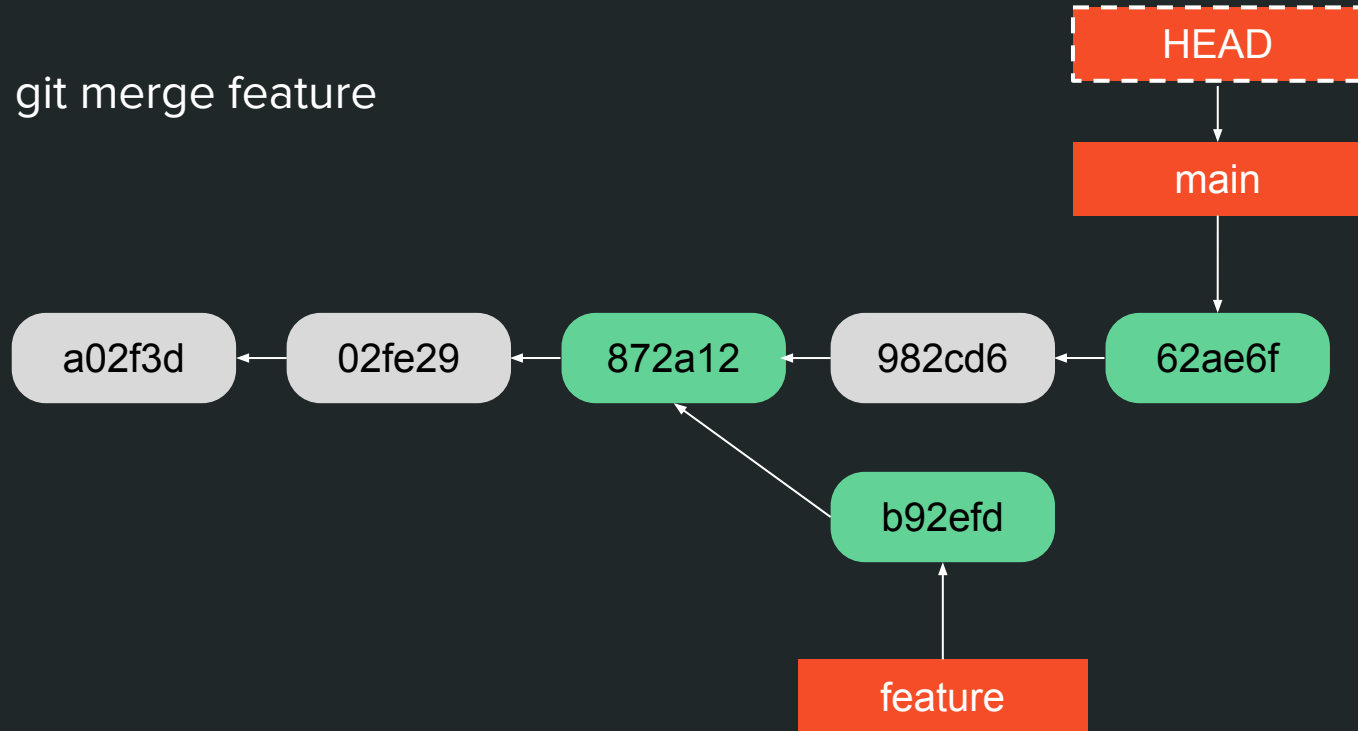 HEAD
git merge feature
main
a02f3d
02fe29
872a12
982cd6
62ae6f
b92efd
feature